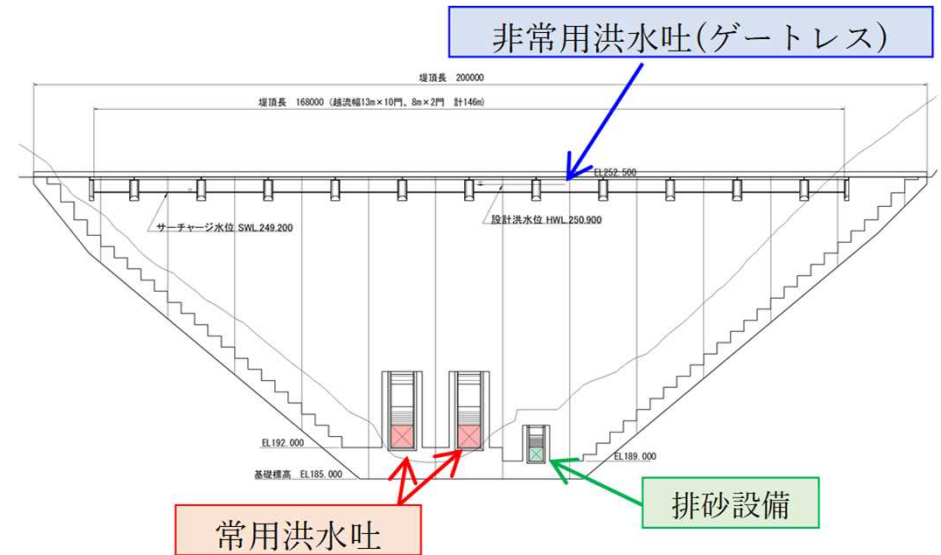 非常用洪水吐(ゲートレス)
堤頂長 200000
堤頂長 168000 (越流幅13m×10門、8m×2門 計146m)
EL252.500
サーチャージ水位 SWL.249.200
設計洪水位 HWL.250.900
EL192.000
EL189.000
基礎標高 EL185.000
排砂設備
常用洪水吐